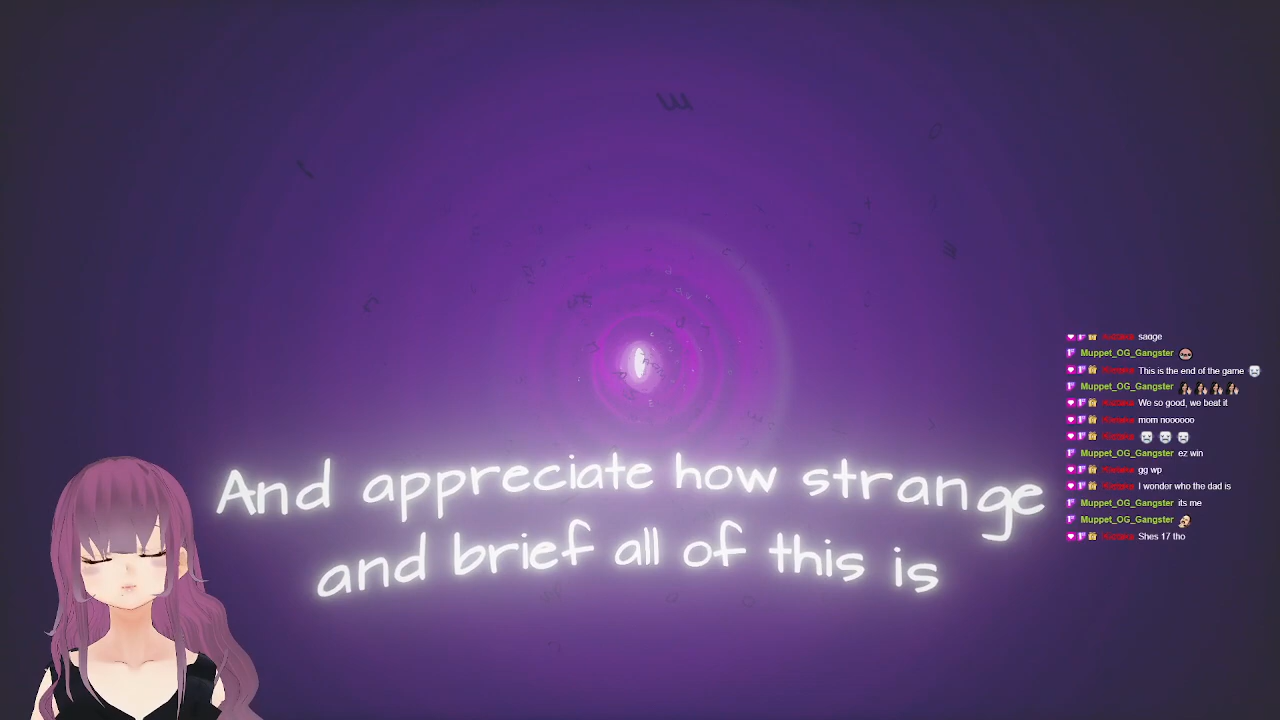 And appreciate how strange
and brief all of this is
sadge
Muppet_OG_Gangster
This is the end of the game
Muppet_OG_Gangster
We so good, we beat it
mom noooooo
Muppet_OG_Gangster ez win
gg wp
I wonder who the dad is
Muppet_OG_Gangster its me
Muppet_OG_Gangster
Shes 17 tho